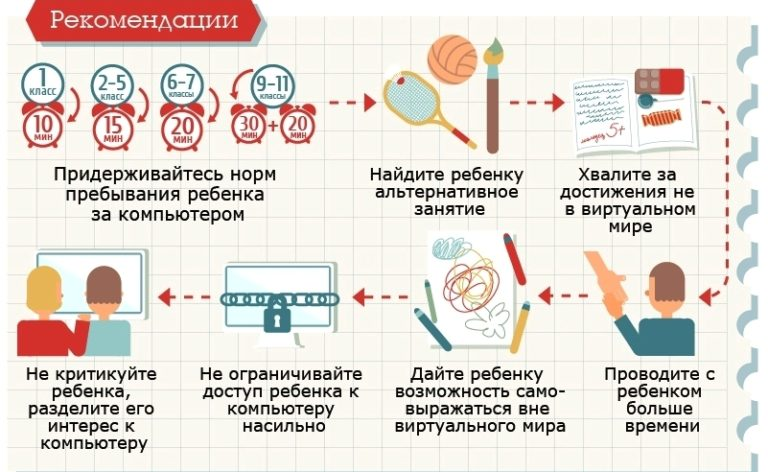 Рекомендации
1
класс
10
мин
2-5
класс
15
мин
6-7
классы
20
мин
9-11
классы
30
мин
+
20
мин
Придерживайтесь норм
пребывания ребенка
за компьютером
Найдите ребенку
альтернативное
занятие
молодец 5+
Хвалите за
достижения не
в виртуальном
мире
Не критикуйте
ребенка,
разделите его
интерес к
компьютеру
Не ограничивайте
доступ ребенка к
компьютеру
насильно
Дайте ребенку
возможность само-
выражаться вне
виртуального мира
Проводите с
ребенком
больше
времени